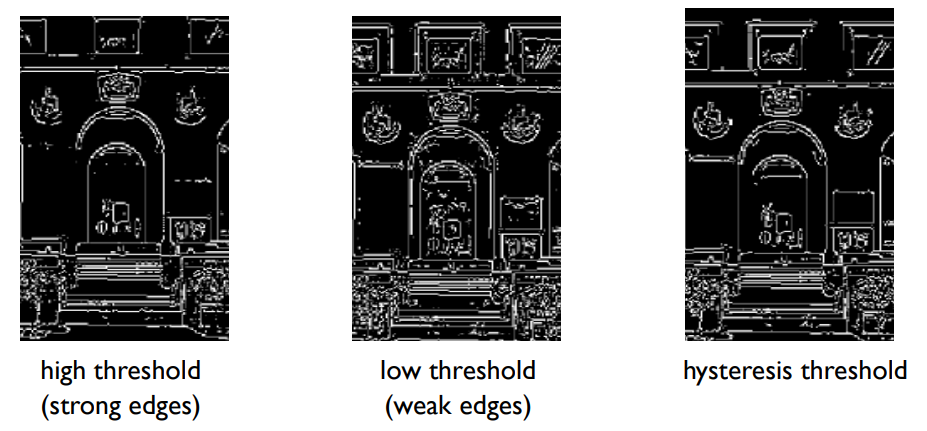 high threshold
(strong edges)
low threshold
(weak edges)
hysteresis threshold